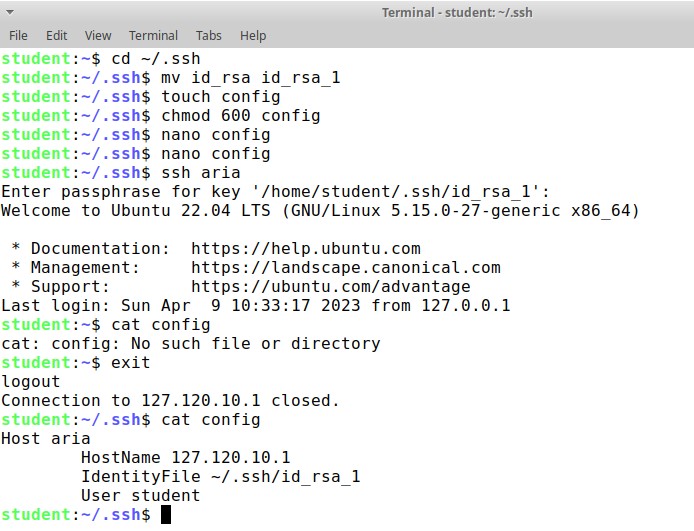 Terminal - student: ~/.ssh
File Edit View Terminal Tabs Help
student:~$ cd ~/.ssh
student:~/.ssh$ mv id_rsa id_rsa_1
student:~/.ssh$ touch config
student:~/.ssh$ chmod 600 config
student:~/.ssh$ nano config
student:~/.ssh$ nano config
student:~/.ssh$ ssh aria
Enter passphrase for key '/home/student/.ssh/id_rsa_1':
Welcome to Ubuntu 22.04 LTS (GNU/Linux 5.15.0-27-generic x86_64)

 * Documentation:  https://help.ubuntu.com
 * Management:     https://landscape.canonical.com
 * Support:        https://ubuntu.com/advantage
Last login: Sun Apr  9 10:33:17 2023 from 127.0.0.1
student:~$ cat config
cat: config: No such file or directory
student:~$ exit
logout
Connection to 127.120.10.1 closed.
student:~/.ssh$ cat config
Host aria
        HostName 127.120.10.1
        IdentityFile ~/.ssh/id_rsa_1
        User student
student:~/.ssh$